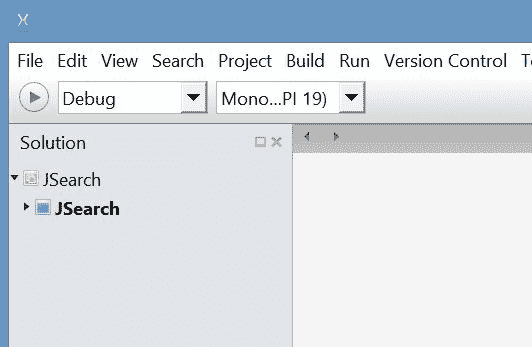 File Edit View Search Project Build Run Version Control T
Debug Mono...PI 19)
Solution
JSearch
JSearch